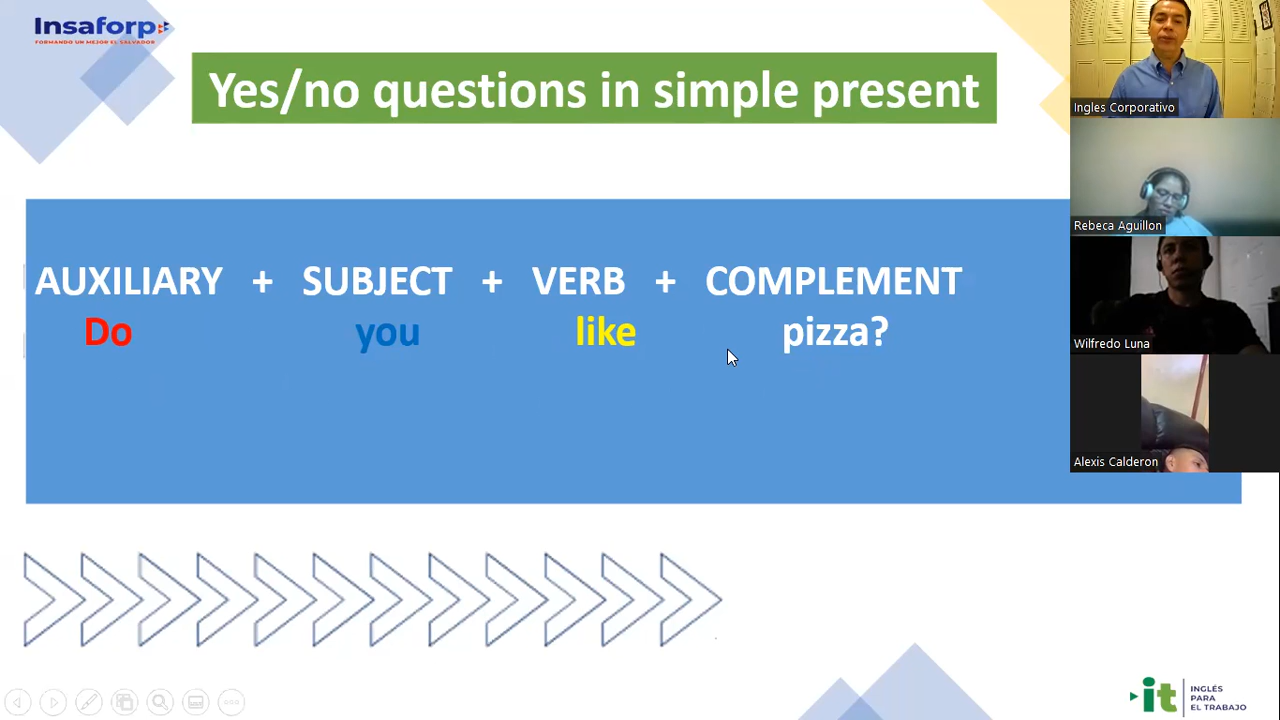 Insaforp
FORMANDO UN MEJOR EL SALVADOR
Yes/no questions in simple present
AUXILIARY + SUBJECT + VERB + COMPLEMENT
Do you like pizza?
Ingles Corporativo
Rebeca Aguillon
Wilfredo Luna
Alexis Calderon
it
INGLÉS
PARA
EL TRABAJO